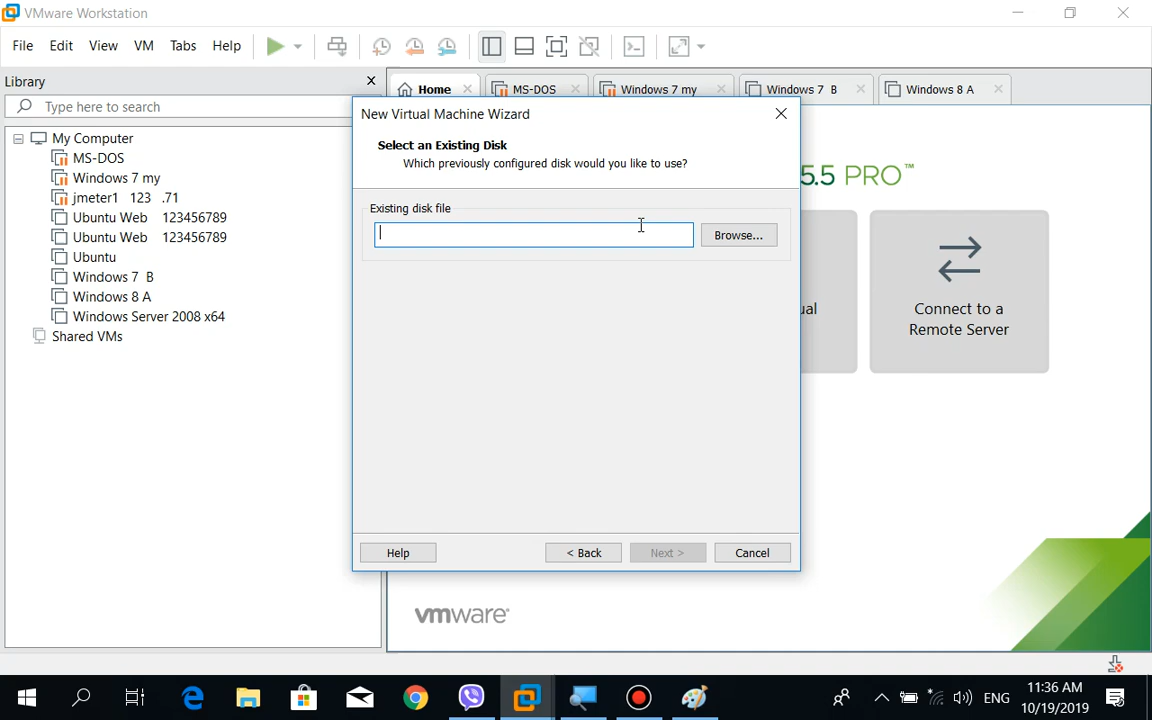 VMware Workstation
File Edit View VM Tabs Help
Library
Type here to search
My Computer
MS-DOS
Windows 7 my
jmeter1 123 .71
Ubuntu Web 123456789
Ubuntu Web 123456789
Ubuntu
Windows 7 B
Windows 8 A
Windows Server 2008 x64
Shared VMs
Home MS-DOS Windows 7 my Windows 7 B Windows 8 A
New Virtual Machine Wizard
Select an Existing Disk
Which previously configured disk would you like to use?
Existing disk file
Browse...
Help < Back Next > Cancel
5.5 PRO™
ual
Connect to a
Remote Server
vmware®
ENG
11:36 AM
10/19/2019